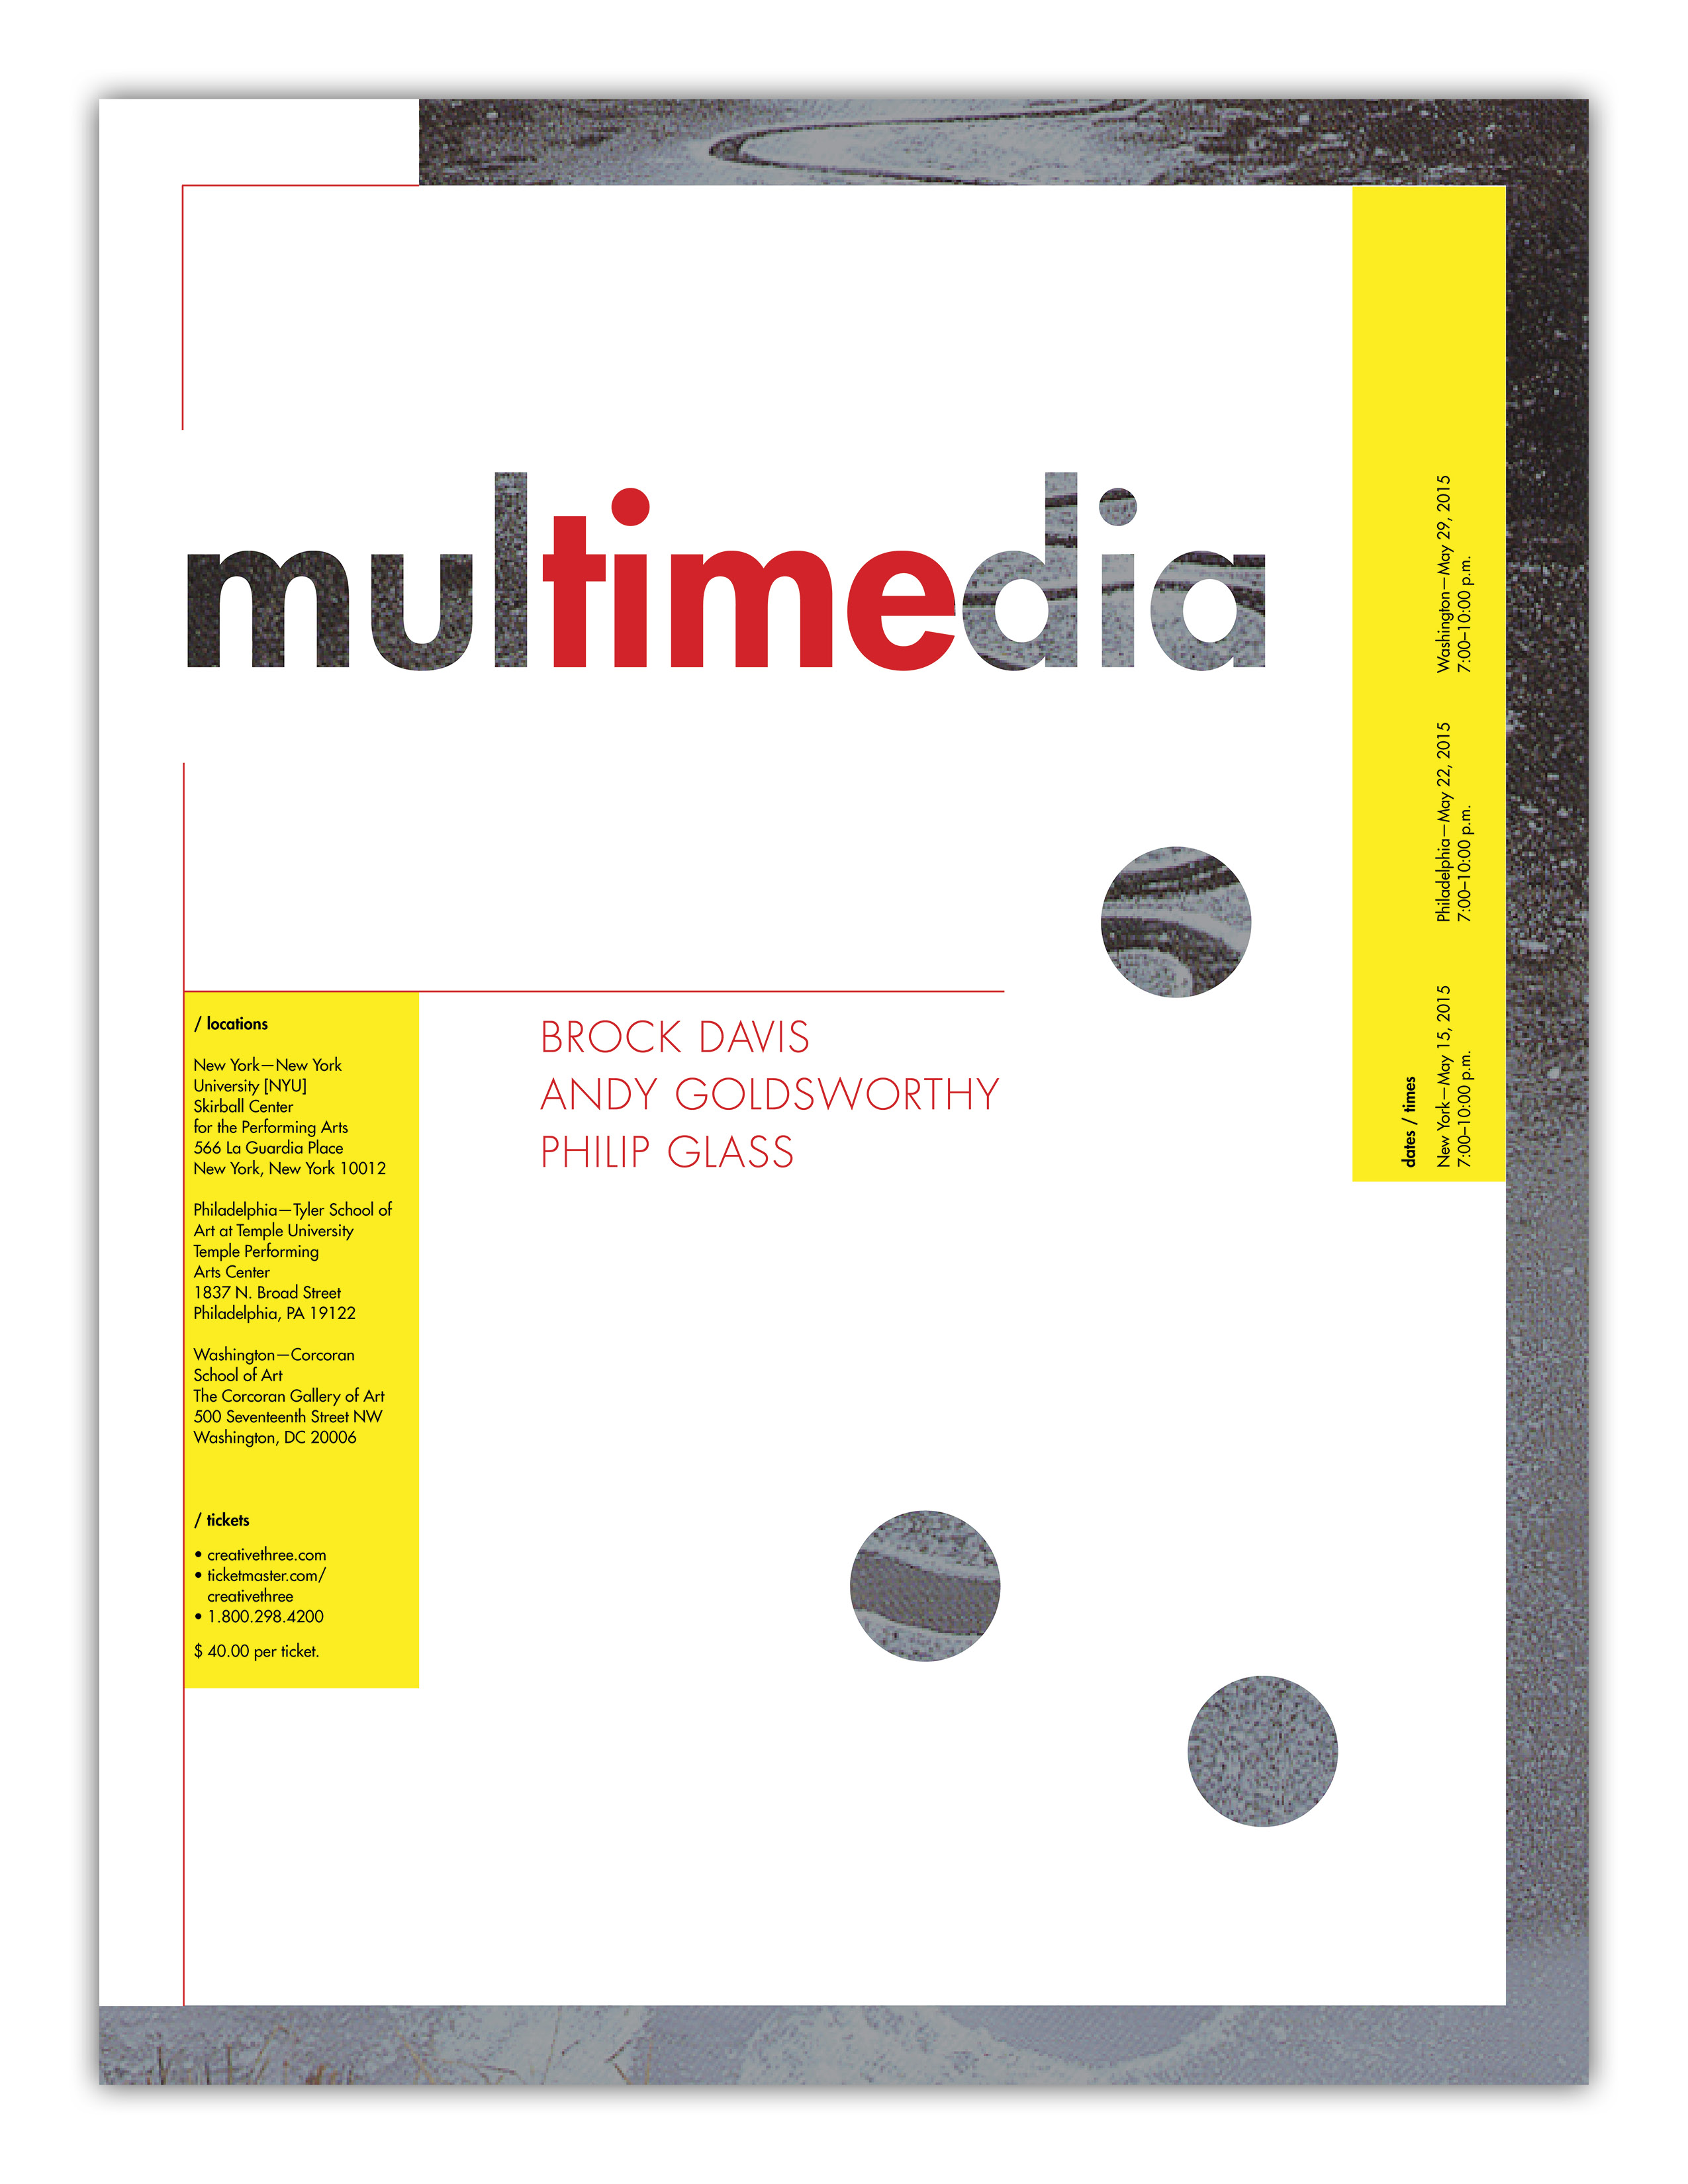 multimedia
BROCK DAVIS
ANDY GOLDSWORTHY
PHILIP GLASS
/ locations
New York—New York
University [NYU]
Skirball Center
for the Performing Arts
566 La Guardia Place
New York, New York 10012
Philadelphia—Tyler School of
Art at Temple University
Temple Performing
Arts Center
1837 N. Broad Street
Philadelphia, PA 19122
Washington—Corcoran
School of Art
The Corcoran Gallery of Art
500 Seventeenth Street NW
Washington, DC 20006
/ tickets
• creativethree.com
• ticketmaster.com/
creativethree
• 1.800.298.4200
$ 40.00 per ticket.
dates / times
New York—May 15, 2015
7:00–10:00 p.m.
Philadelphia—May 22, 2015
7:00–10:00 p.m.
Washington—May 29, 2015
7:00–10:00 p.m.